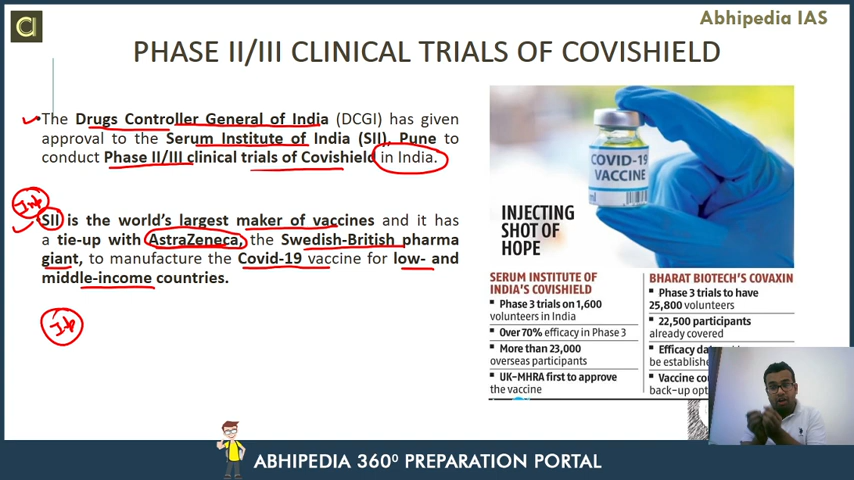 Abhipedia IAS
PHASE II/III CLINICAL TRIALS OF COVISHIELD
The Drugs Controller General of India (DCGI) has given
approval to the Serum Institute of India (SII), Pune to
conduct Phase II/III clinical trials of Covishield in India.
Imp
SII is the world's largest maker of vaccines and it has
a tie-up with AstraZeneca, the Swedish-British pharma
giant, to manufacture the Covid-19 vaccine for low- and
middle-income countries.
Imp
COVID-19
VACCINE
INJECTING
SHOT OF
HOPE
SERUM INSTITUTE OF
INDIA'S COVISHIELD
Phase 3 trials on 1,600
volunteers in India
Over 70% efficacy in Phase 3
More than 23,000
overseas participants
UK-MHRA first to approve
the vaccine
BHARAT BIOTECH'S COVAXIN
Phase 3 trials to have
25,800 volunteers
22,500 participants
already covered
Efficacy
be
Vaccine
back-up
ABHIPEDIA 360⁰ PREPARATION PORTAL